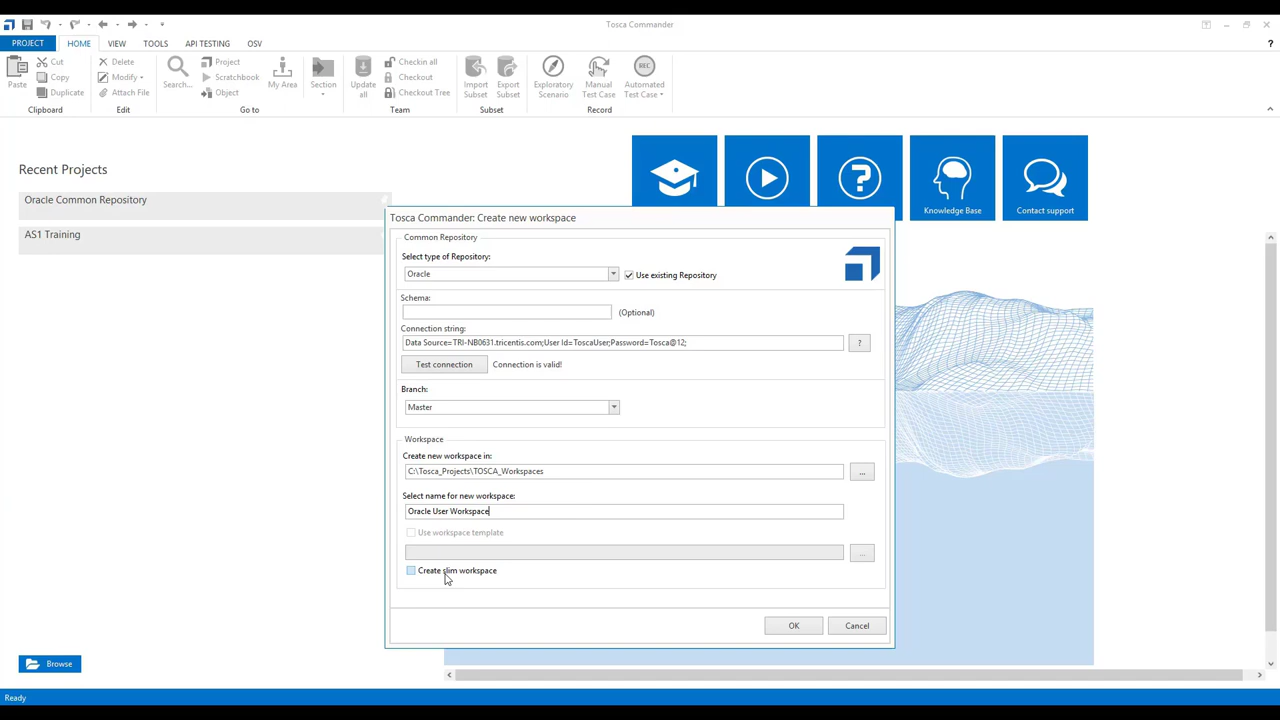 Tosca Commander
PROJECT HOME VIEW TOOLS API TESTING OSV
?
Paste
Cut
Copy
Duplicate
Clipboard
Delete
Modify
Attach File
Edit
Search...
Project
Scratchbook
Object
My Area
Section
Go to
Update all
Checkin all
Checkout
Checkout Tree
Team
Import Subset
Export Subset
Subset
Exploratory Scenario
Manual Test Case
REC
Automated Test Case
Record
Recent Projects
Oracle Common Repository
AS1 Training
?
Knowledge Base
Contact support
Tosca Commander: Create new workspace
Common Repository
Select type of Repository:
Oracle
Use existing Repository
Schema:
(Optional)
Connection string:
Data Source=TRI-NB0631.tricentis.com;User Id=ToscaUser;Password=Tosca@12;
?
Test connection
Connection is valid!
Branch:
Master
Workspace
Create new workspace in:
C:\Tosca_Projects\TOSCA_Workspaces
...
Select name for new workspace:
Oracle User Workspace
Use workspace template
...
Create slim workspace
OK
Cancel
Browse
Ready